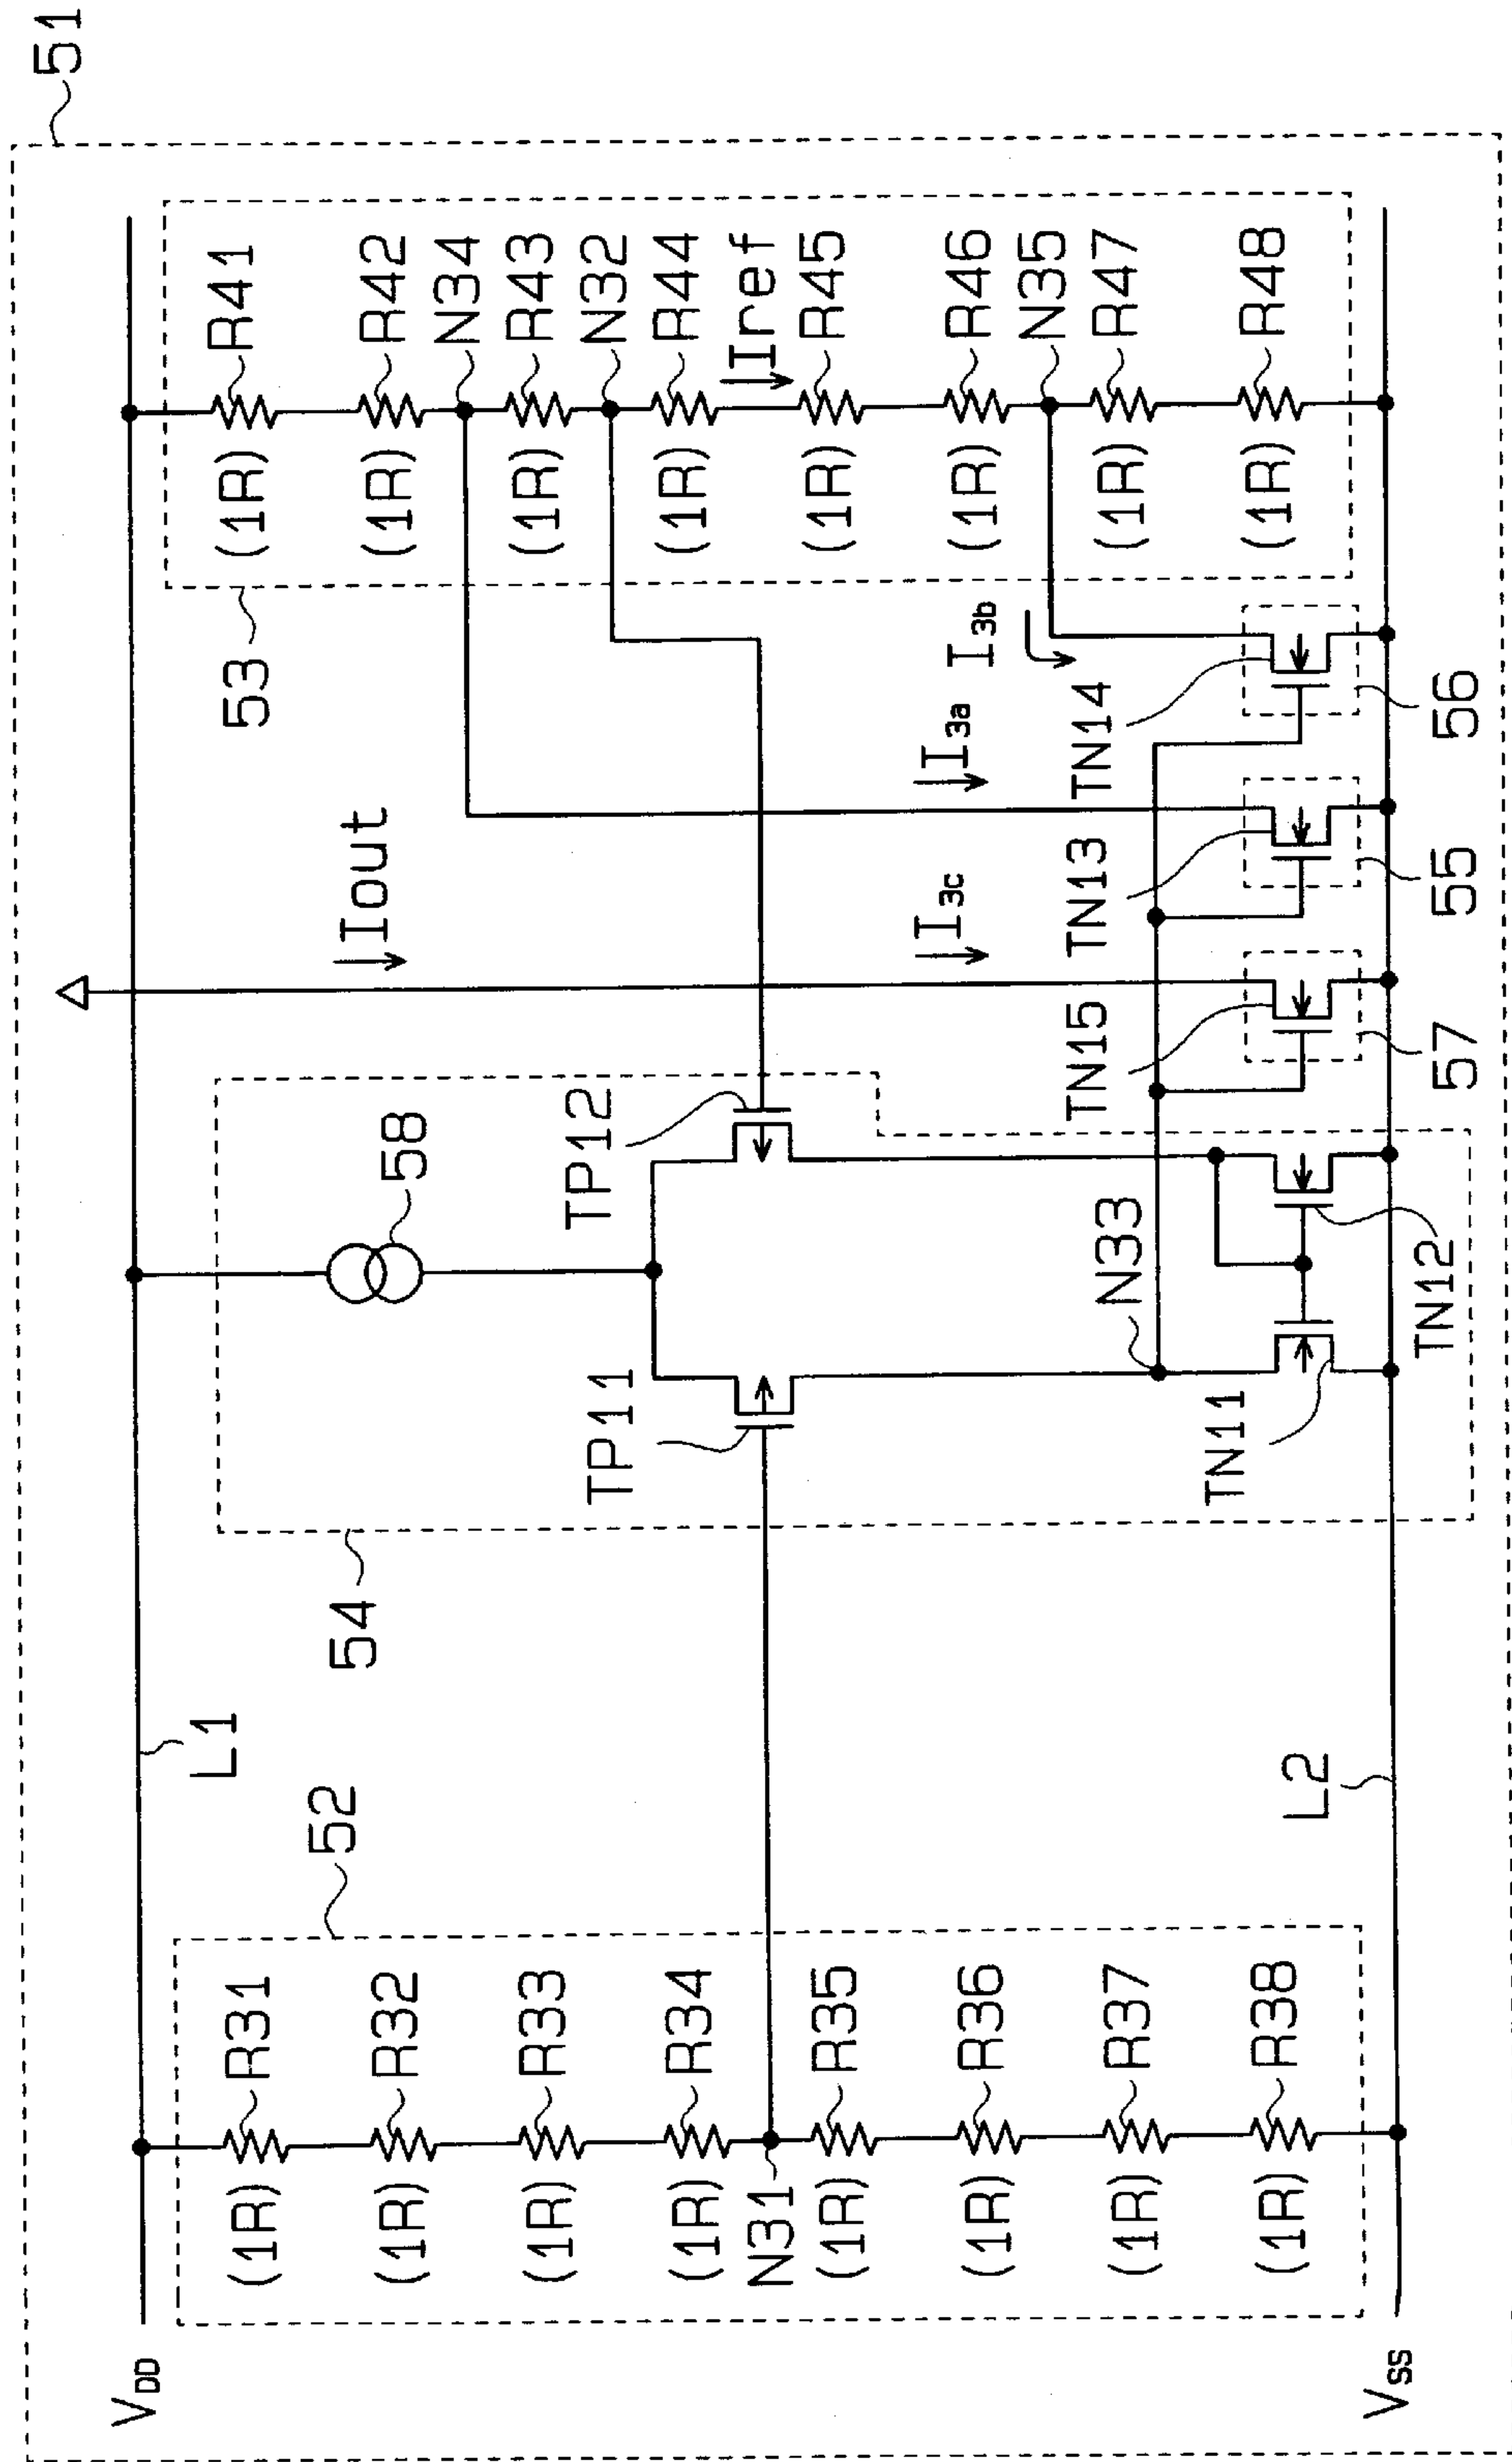 51
VDD
L1
52
R31
(1R)
R32
(1R)
R33
(1R)
R34
(1R)
N31
R35
(1R)
R36
(1R)
R37
(1R)
R38
(1R)
54
58
TP11
TP12
N33
TN11
TN12
Iout
I3c
TN15
57
I3a
TN13
55
I3b
TN14
56
53
R41
(1R)
R42
(1R)
N34
R43
(1R)
N32
R44
(1R)
Iref
R45
(1R)
R46
(1R)
N35
R47
(1R)
R48
(1R)
L2
VSS